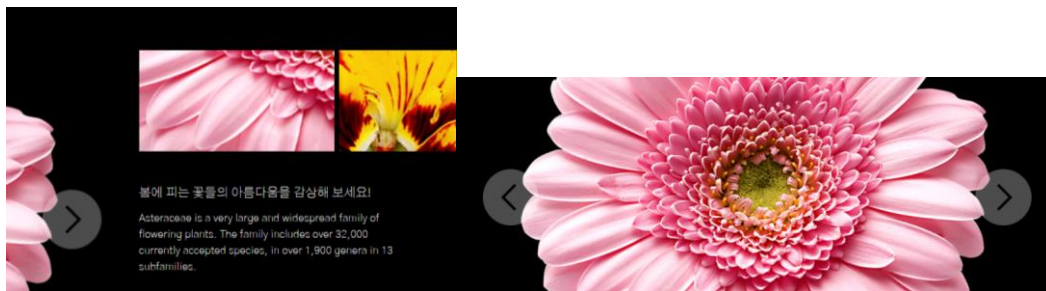 봄에 피는 꽃들의 아름다움을 감상해 보세요!
Asteraceae is a very large and widespread family of
flowering plants. The family includes over 32,000
currently accepted species, in over 1,900 genera in 13
subfamilies.